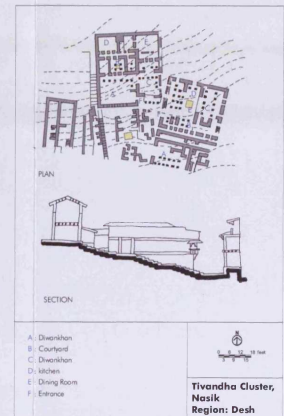 PLAN
SECTION
A : Diwankhan
B : Courtyard
C : Diwankhan
D : kitchen
E : Dining Room
F : Entrance
Tivandha Cluster,
Nasik
Region: Desh